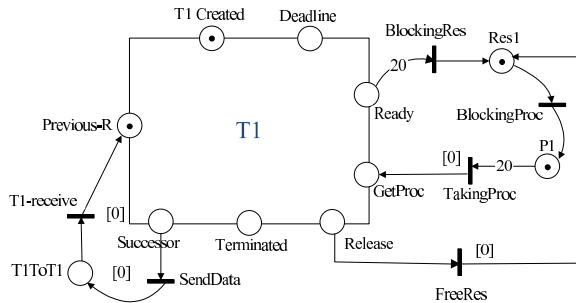 T1 Created
Deadline
BlockingRes
Res1
20
BlockingProc
Ready
Previous-R
T1
P1
[0]
20
GetProc
TakingProc
T1-receive
[0]
Successor
Terminated
Release
T1ToT1
[0]
SendData
[0]
FreeRes